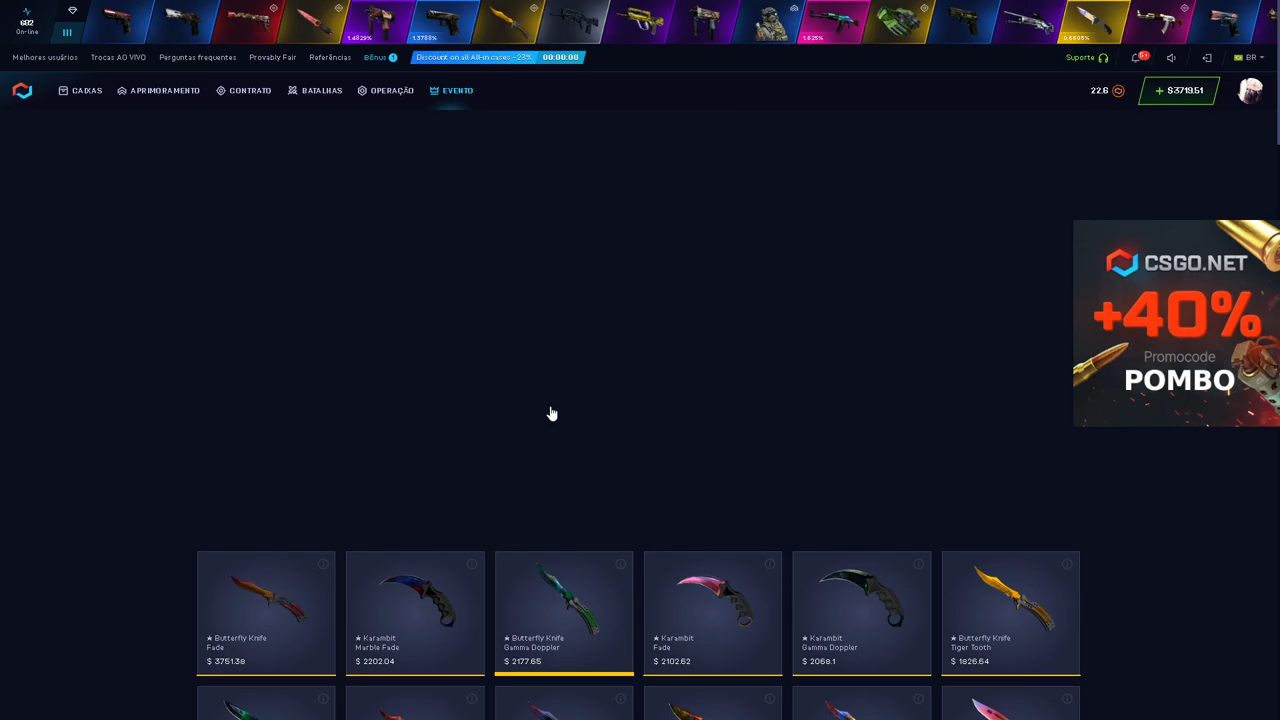 682
On-line
1.4829%
1.3788%
1.625%
0.6605%
Melhores usuários
Trocas AO VIVO
Perguntas frequentes
Provably Fair
Referências
Bônus
Discount on all All-in cases -23%
00:00:00
Suporte
5+
BR
CAIXAS
APRIMORAMENTO
CONTRATO
BATALHAS
OPERAÇÃO
EVENTO
22.6
+ $3719.51
CSGO.NET
+40%
Promocode
POMBO
★ Butterfly Knife
Fade
$ 3751.38
★ Karambit
Marble Fade
$ 2202.04
★ Butterfly Knife
Gamma Doppler
$ 2177.65
★ Karambit
Fade
$ 2102.62
★ Karambit
Gamma Doppler
$ 2068.1
★ Butterfly Knife
Tiger Tooth
$ 1826.64